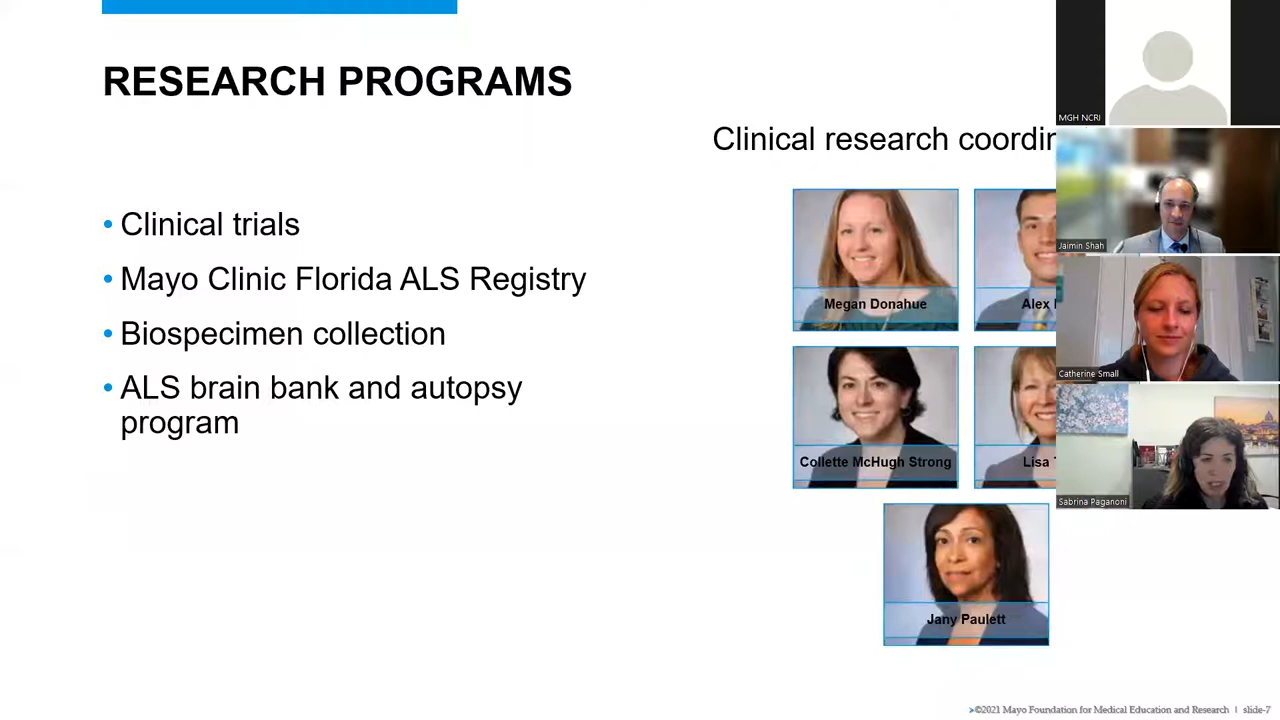 RESEARCH PROGRAMS
• Clinical trials
• Mayo Clinic Florida ALS Registry
• Biospecimen collection
• ALS brain bank and autopsy
program
Clinical research
Megan Donahue
Alex
Collette McHugh Strong
Lisa
Jany Paulett
MGH NCRI
Jaimin Shah
Catherine Small
Sabrina Paganoni
©2021 Mayo Foundation for Medical Education and Research | slide-7